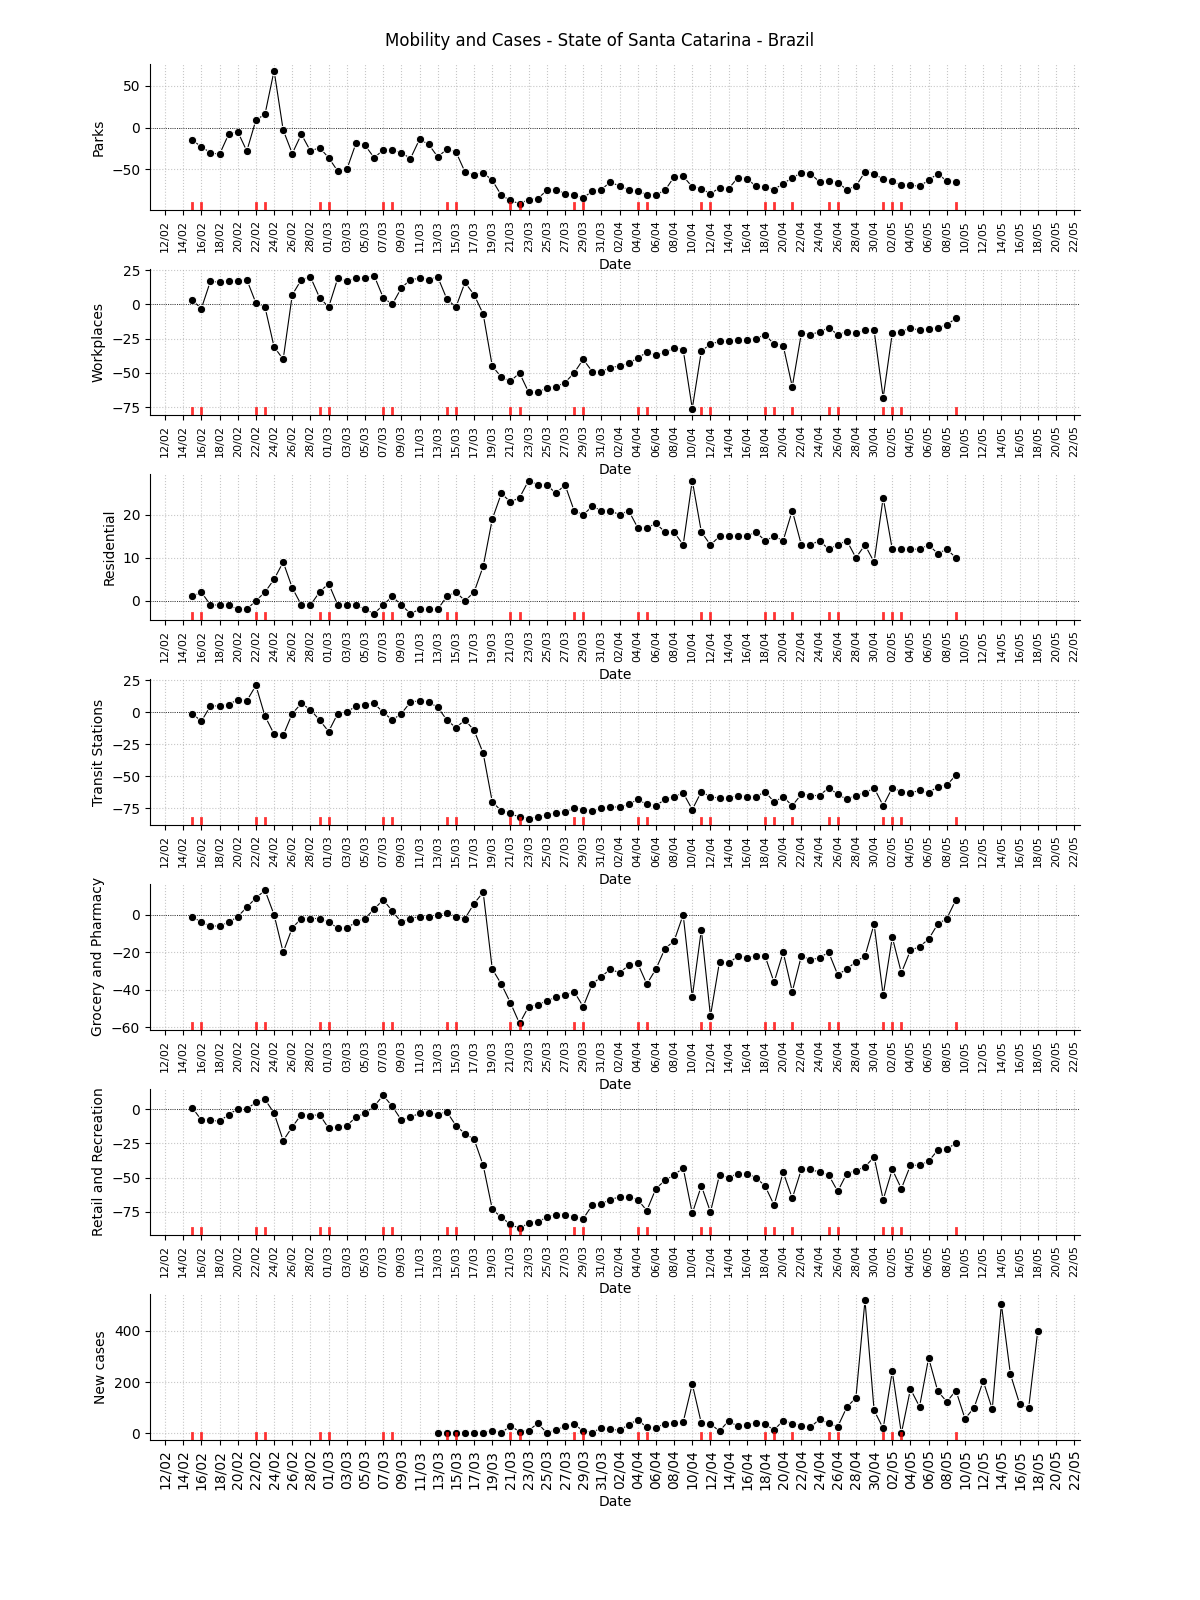 Mobility and Cases - State of Santa Catarina - Brazil
Parks
50
0
−50
12/02 14/02 16/02 18/02 20/02 22/02 24/02 26/02 28/02 01/03 03/03 05/03 07/03 09/03 11/03 13/03 15/03 17/03 19/03 21/03 23/03 25/03 27/03 29/03 31/03 02/04 04/04 06/04 08/04 10/04 12/04 14/04 16/04 18/04 20/04 22/04 24/04 26/04 28/04 30/04 02/05 04/05 06/05 08/05 10/05 12/05 14/05 16/05 18/05 20/05 22/05
Date
Workplaces
25
0
−25
−50
−75
12/02 14/02 16/02 18/02 20/02 22/02 24/02 26/02 28/02 01/03 03/03 05/03 07/03 09/03 11/03 13/03 15/03 17/03 19/03 21/03 23/03 25/03 27/03 29/03 31/03 02/04 04/04 06/04 08/04 10/04 12/04 14/04 16/04 18/04 20/04 22/04 24/04 26/04 28/04 30/04 02/05 04/05 06/05 08/05 10/05 12/05 14/05 16/05 18/05 20/05 22/05
Date
Residential
20
10
0
12/02 14/02 16/02 18/02 20/02 22/02 24/02 26/02 28/02 01/03 03/03 05/03 07/03 09/03 11/03 13/03 15/03 17/03 19/03 21/03 23/03 25/03 27/03 29/03 31/03 02/04 04/04 06/04 08/04 10/04 12/04 14/04 16/04 18/04 20/04 22/04 24/04 26/04 28/04 30/04 02/05 04/05 06/05 08/05 10/05 12/05 14/05 16/05 18/05 20/05 22/05
Date
Transit Stations
25
0
−25
−50
−75
12/02 14/02 16/02 18/02 20/02 22/02 24/02 26/02 28/02 01/03 03/03 05/03 07/03 09/03 11/03 13/03 15/03 17/03 19/03 21/03 23/03 25/03 27/03 29/03 31/03 02/04 04/04 06/04 08/04 10/04 12/04 14/04 16/04 18/04 20/04 22/04 24/04 26/04 28/04 30/04 02/05 04/05 06/05 08/05 10/05 12/05 14/05 16/05 18/05 20/05 22/05
Date
Grocery and Pharmacy
0
−20
−40
−60
12/02 14/02 16/02 18/02 20/02 22/02 24/02 26/02 28/02 01/03 03/03 05/03 07/03 09/03 11/03 13/03 15/03 17/03 19/03 21/03 23/03 25/03 27/03 29/03 31/03 02/04 04/04 06/04 08/04 10/04 12/04 14/04 16/04 18/04 20/04 22/04 24/04 26/04 28/04 30/04 02/05 04/05 06/05 08/05 10/05 12/05 14/05 16/05 18/05 20/05 22/05
Date
Retail and Recreation
0
−25
−50
−75
12/02 14/02 16/02 18/02 20/02 22/02 24/02 26/02 28/02 01/03 03/03 05/03 07/03 09/03 11/03 13/03 15/03 17/03 19/03 21/03 23/03 25/03 27/03 29/03 31/03 02/04 04/04 06/04 08/04 10/04 12/04 14/04 16/04 18/04 20/04 22/04 24/04 26/04 28/04 30/04 02/05 04/05 06/05 08/05 10/05 12/05 14/05 16/05 18/05 20/05 22/05
Date
New cases
400
200
0
12/02 14/02 16/02 18/02 20/02 22/02 24/02 26/02 28/02 01/03 03/03 05/03 07/03 09/03 11/03 13/03 15/03 17/03 19/03 21/03 23/03 25/03 27/03 29/03 31/03 02/04 04/04 06/04 08/04 10/04 12/04 14/04 16/04 18/04 20/04 22/04 24/04 26/04 28/04 30/04 02/05 04/05 06/05 08/05 10/05 12/05 14/05 16/05 18/05 20/05 22/05
Date